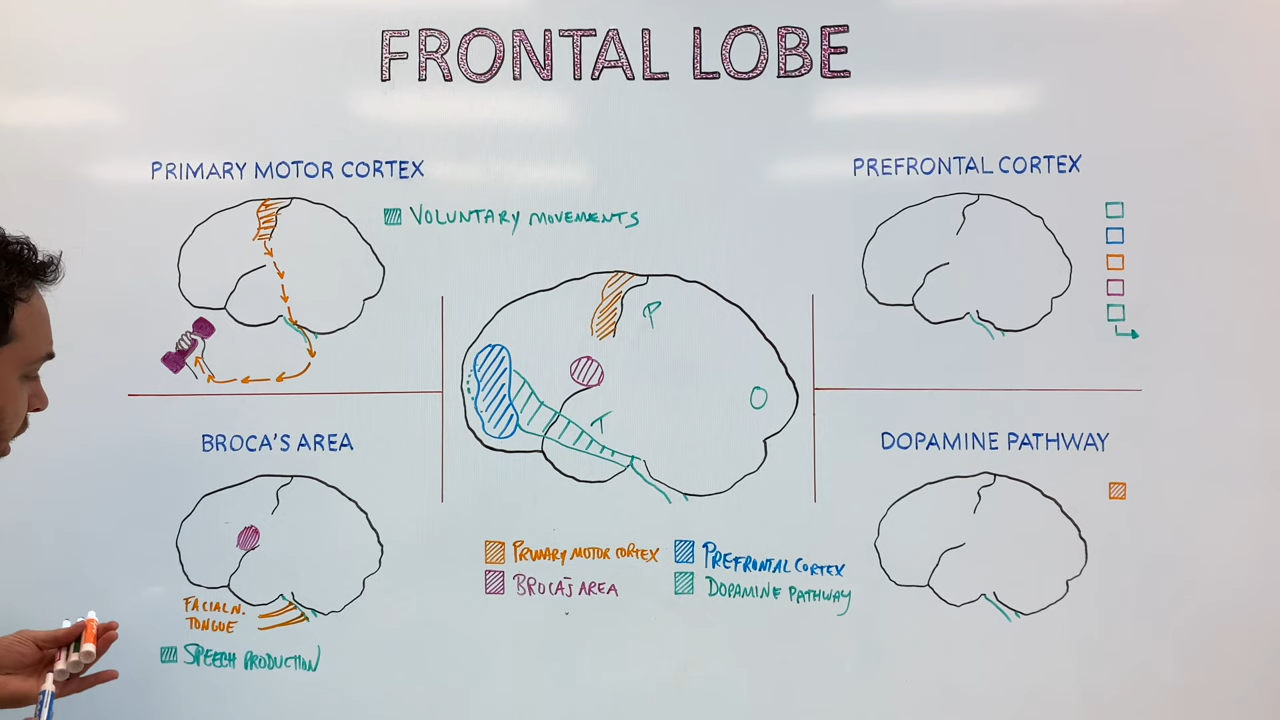 FRONTAL LOBE
PRIMARY MOTOR CORTEX
VOLUNTARY MOVEMENTS
BROCA'S AREA
FACIAL N.
TONGUE
SPEECH PRODUCTION
P
T
O
PRIMARY MOTOR CORTEX
BROCA'S AREA
PREFRONTAL CORTEX
DOPAMINE PATHWAY
PREFRONTAL CORTEX
DOPAMINE PATHWAY